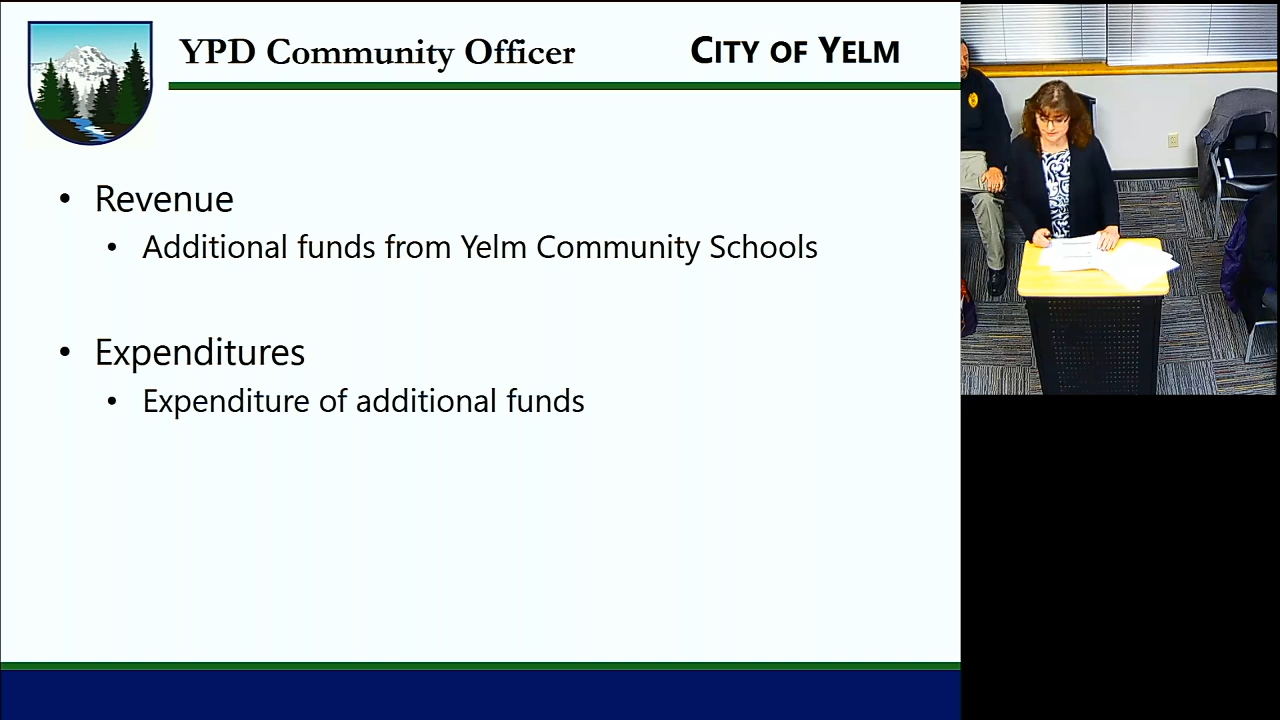 YPD Community Officer
CITY OF YELM
• Revenue
• Additional funds from Yelm Community Schools
• Expenditures
• Expenditure of additional funds